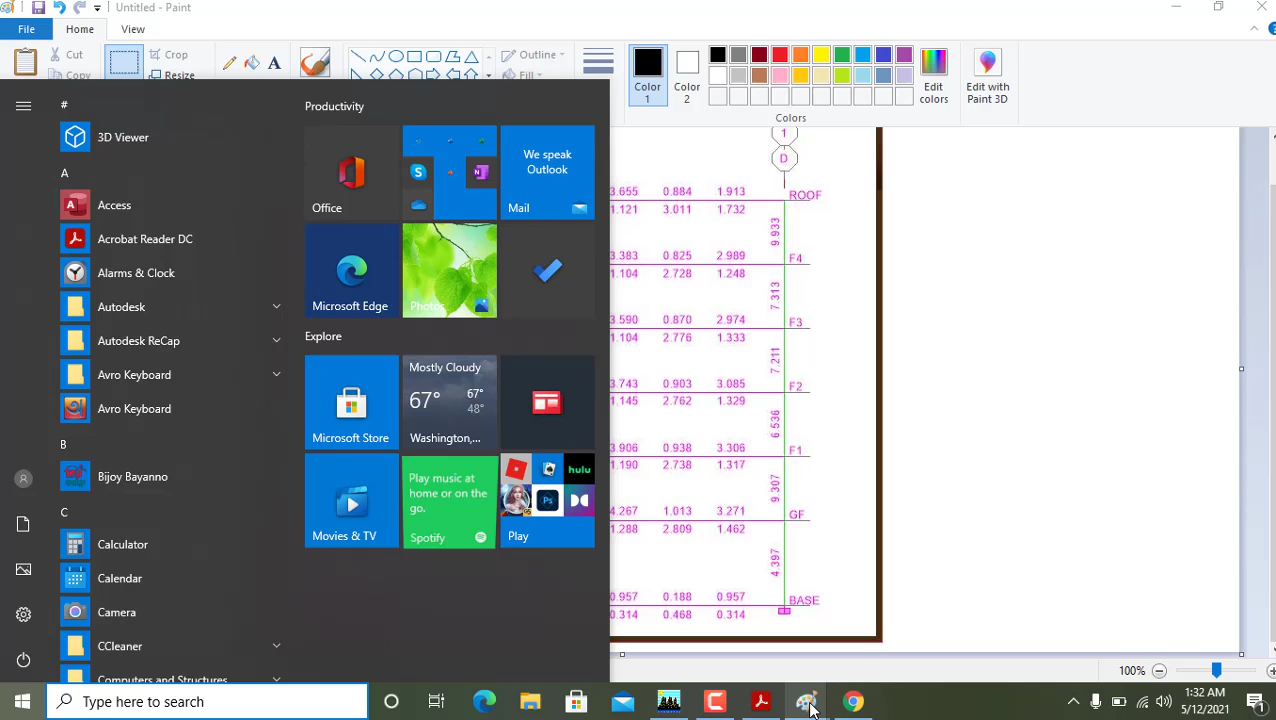 Untitled - Paint
File Home View
Cut
Copy
Crop
Resize
A
Outline
Fill
Color 1
Color 2
Edit colors
Edit with Paint 3D
Colors
#
3D Viewer
A
Access
Acrobat Reader DC
Alarms & Clock
Autodesk
Autodesk ReCap
Avro Keyboard
Avro Keyboard
B
Bijoy Bayanno
C
Calculator
Calendar
Camera
CCleaner
Computers and Structures
Productivity
Office
We speak Outlook
Mail
Microsoft Edge
Photos
Explore
Microsoft Store
Mostly Cloudy
67° 67° 48°
Washington,...
Movies & TV
Play music at home or on the go.
Spotify
hulu
Ps
Play
1
D
3.655 0.884 1.913 ROOF
1.121 3.011 1.732
9.933
3.383 0.825 2.989 F4
1.104 2.728 1.248
7.313
3.590 0.870 2.974 F3
1.104 2.776 1.333
7.211
3.743 0.903 3.085 F2
1.145 2.762 1.329
6.536
3.906 0.938 3.306 F1
1.190 2.738 1.317
9.307
4.267 1.013 3.271 GF
1.288 2.809 1.462
4.397
0.957 0.188 0.957 BASE
0.314 0.468 0.314
100%
Type here to search
1:32 AM
5/12/2021